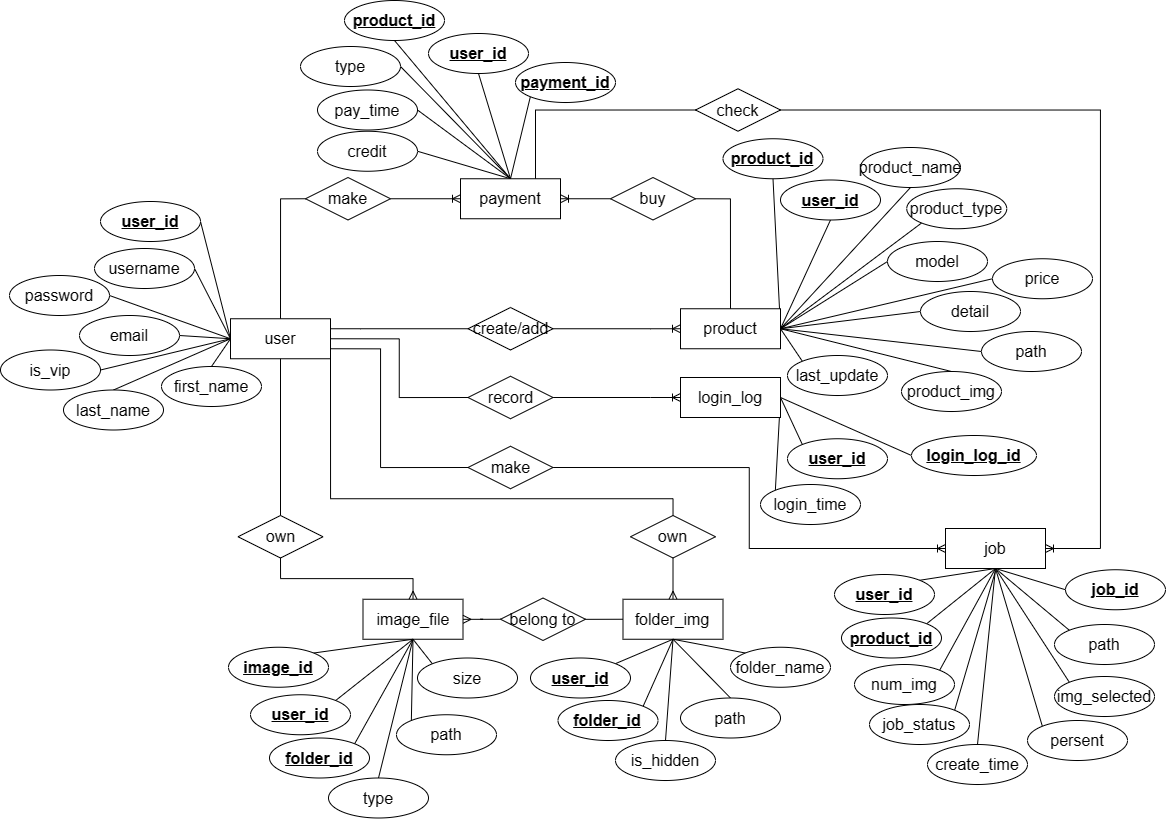 product_id
user_id
type
payment_id
pay_time
check
credit
product_id
product_name
make
payment
buy
user_id
product_type
user_id
username
model
password
price
detail
email
user
create/add
product
is_vip
path
first_name
last_update
last_name
record
login_log
product_img
user_id
login_log_id
make
login_time
own
own
job
user_id
job_id
image_file
belong to
folder_img
product_id
path
image_id
size
user_id
folder_name
num_img
img_selected
user_id
folder_id
path
job_status
path
persent
folder_id
is_hidden
create_time
type